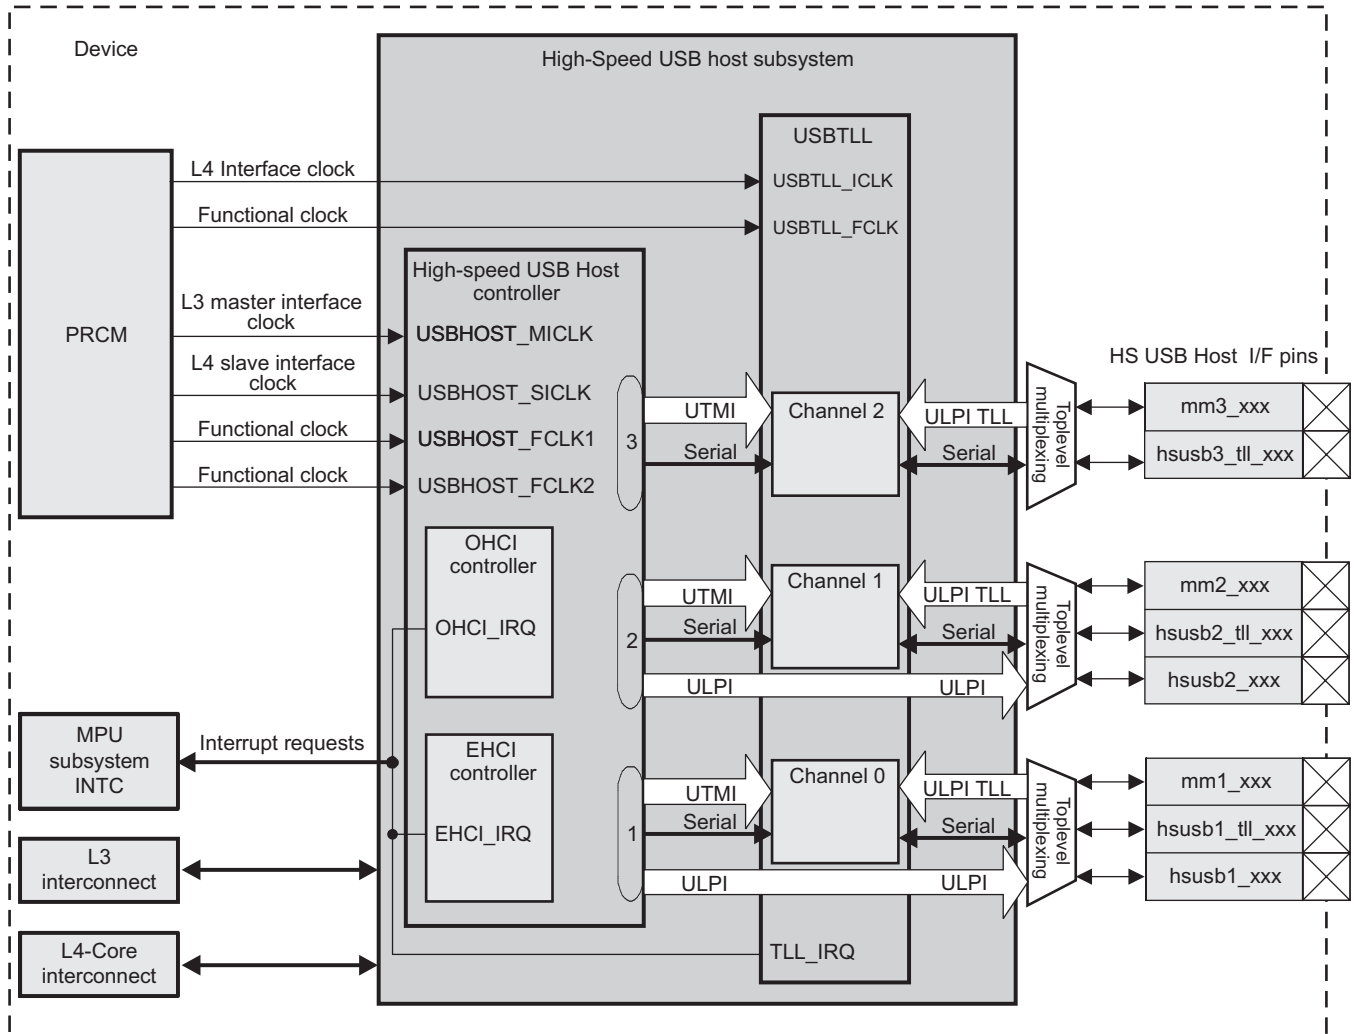 Device
High-Speed USB host subsystem
USBTLL
L4 Interface clock
USBTLL_ICLK
Functional clock
USBTLL_FCLK
High-speed USB Host
controller
L3 master interface
clock
PRCM
USBHOST_MICLK
L4 slave interface
clock
USBHOST_SICLK
HS USB Host I/F pins
Functional clock
USBHOST_FCLK1
Functional clock
USBHOST_FCLK2
3
UTMI
Serial
Channel 2
ULPI TLL
Serial
Toplevel
multiplexing
mm3_xxx
hsusb3_tll_xxx
OHCI
controller
OHCI_IRQ
2
UTMI
Serial
ULPI
Channel 1
ULPI TLL
Serial
ULPI
Toplevel
multiplexing
mm2_xxx
hsusb2_tll_xxx
hsusb2_xxx
MPU
subsystem
INTC
Interrupt requests
EHCI
controller
EHCI_IRQ
1
UTMI
Serial
ULPI
Channel 0
ULPI TLL
Serial
ULPI
Toplevel
multiplexing
mm1_xxx
hsusb1_tll_xxx
hsusb1_xxx
L3
interconnect
L4-Core
interconnect
TLL_IRQ